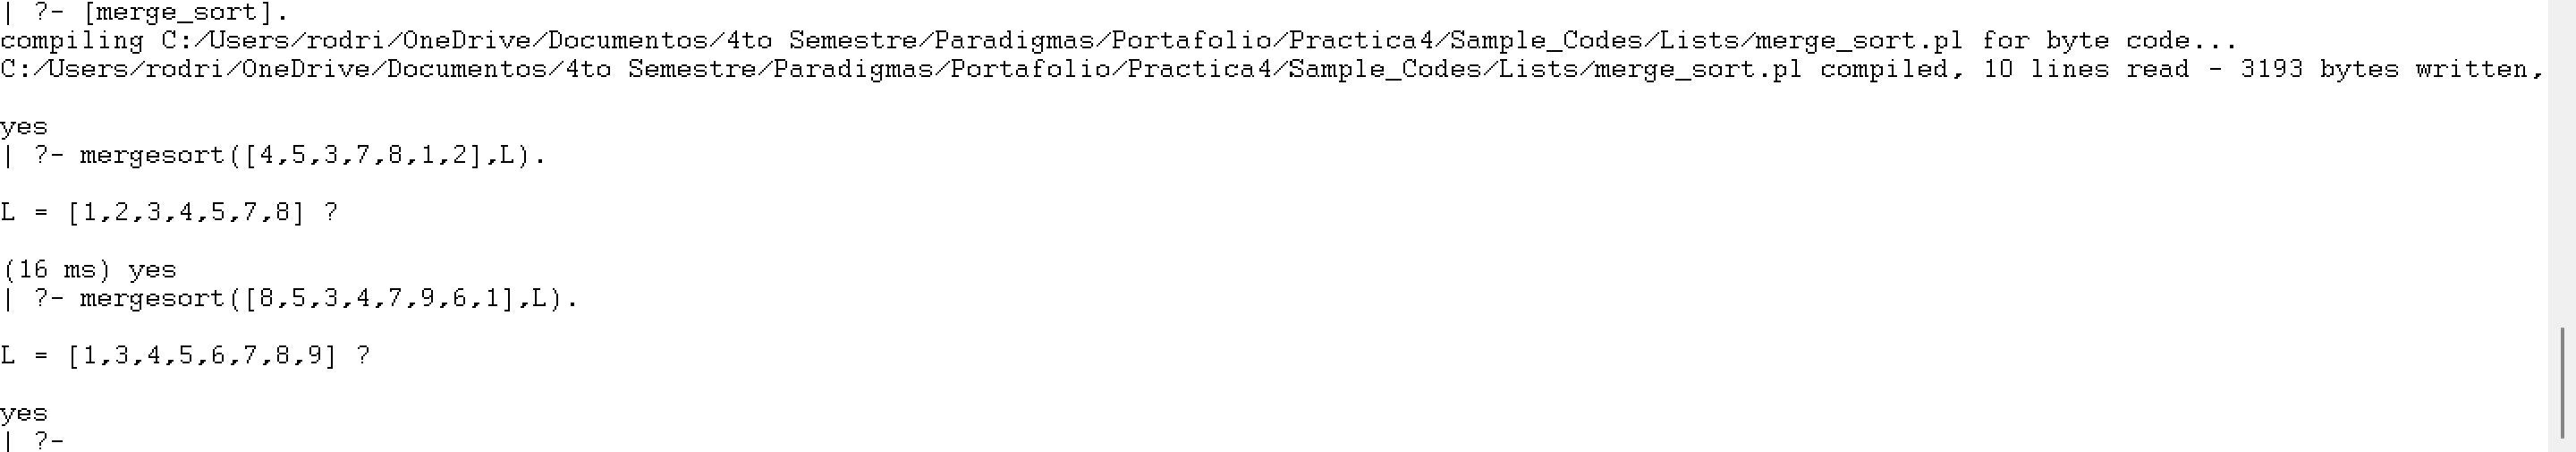 | ?- [merge_sort].
compiling C:/Users/rodri/OneDrive/Documentos/4to Semestre/Paradigmas/Portafolio/Practica4/Sample_Codes/Lists/merge_sort.pl for byte code...
C:/Users/rodri/OneDrive/Documentos/4to Semestre/Paradigmas/Portafolio/Practica4/Sample_Codes/Lists/merge_sort.pl compiled, 10 lines read - 3193 bytes written,
yes
| ?- mergesort([4,5,3,7,8,1,2],L).
L = [1,2,3,4,5,7,8] ?
(16 ms) yes
| ?- mergesort([8,5,3,4,7,9,6,1],L).
L = [1,3,4,5,6,7,8,9] ?
yes
| ?-